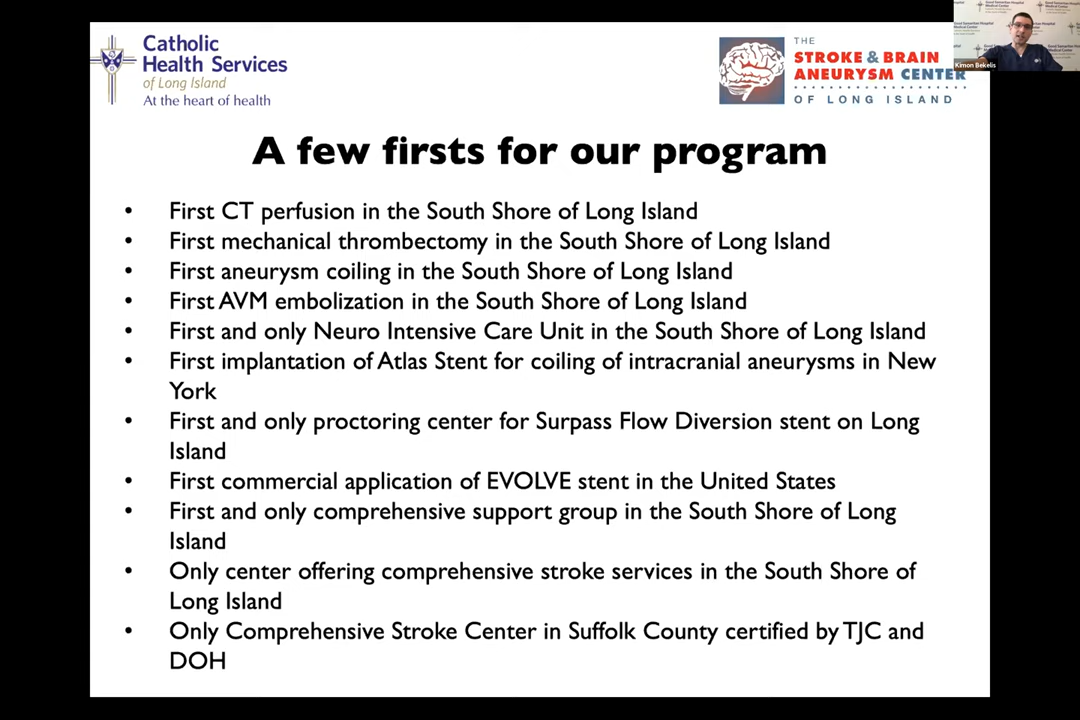 Catholic
Health Services
of Long Island
At the heart of health
THE
STROKE & BRAIN
ANEURYSM CENTER
OF LONG ISLAND
Good Samaritan Hospital
Medical Center
Kimon Bekelis
A few firsts for our program
• First CT perfusion in the South Shore of Long Island
• First mechanical thrombectomy in the South Shore of Long Island
• First aneurysm coiling in the South Shore of Long Island
• First AVM embolization in the South Shore of Long Island
• First and only Neuro Intensive Care Unit in the South Shore of Long Island
• First implantation of Atlas Stent for coiling of intracranial aneurysms in New
York
• First and only proctoring center for Surpass Flow Diversion stent on Long
Island
• First commercial application of EVOLVE stent in the United States
• First and only comprehensive support group in the South Shore of Long
Island
• Only center offering comprehensive stroke services in the South Shore of
Long Island
• Only Comprehensive Stroke Center in Suffolk County certified by TJC and
DOH